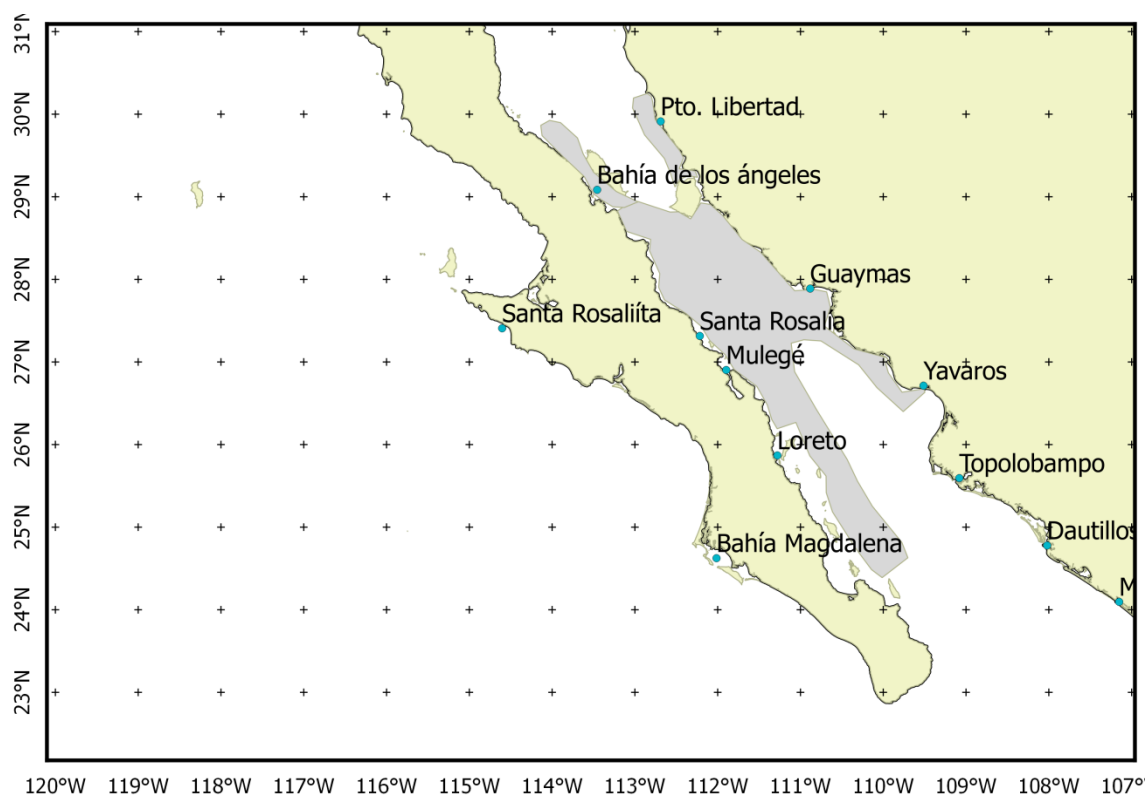 31°N
30°N
29°N
28°N
27°N
26°N
25°N
24°N
23°N
Pto. Libertad
Bahía de los ángeles
Guaymas
Santa Rosaliíta
Santa Rosalía
Mulegé
Yavaros
Loreto
Topolobampo
Dautillos
Bahía Magdalena
M
120°W 119°W 118°W 117°W 116°W 115°W 114°W 113°W 112°W 111°W 110°W 109°W 108°W 107°W